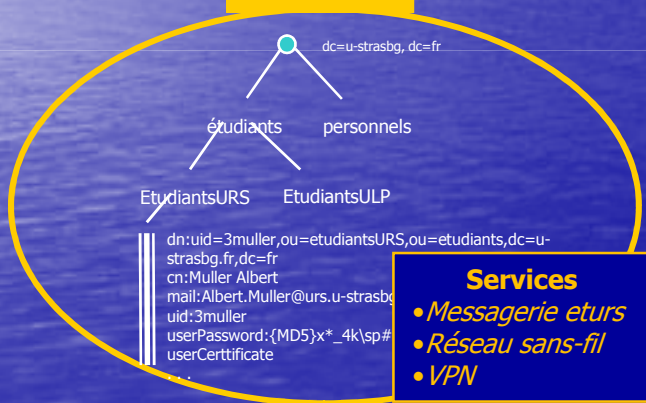 dc=u-strasbg, dc=fr
étudiants personnels
EtudiantsURS EtudiantsULP
dn:uid=3muller,ou=etudiantsURS,ou=etudiants,dc=u-
strasbg.fr,dc=fr
cn:Muller Albert
mail:Albert.Muller@urs.u-strasbg
uid:3muller
userPassword:{MD5}x*_4k\sp#
userCerttificate
...
Services
•Messagerie eturs
•Réseau sans-fil
•VPN